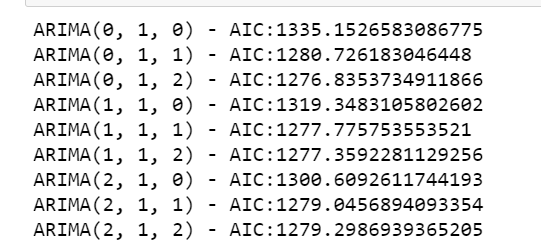 ARIMA(0, 1, 0) - AIC:1335.1526583086775
ARIMA(0, 1, 1) - AIC:1280.726183046448
ARIMA(0, 1, 2) - AIC:1276.8353734911866
ARIMA(1, 1, 0) - AIC:1319.3483105802602
ARIMA(1, 1, 1) - AIC:1277.775753553521
ARIMA(1, 1, 2) - AIC:1277.3592281129256
ARIMA(2, 1, 0) - AIC:1300.6092611744193
ARIMA(2, 1, 1) - AIC:1279.0456894093354
ARIMA(2, 1, 2) - AIC:1279.2986939365205